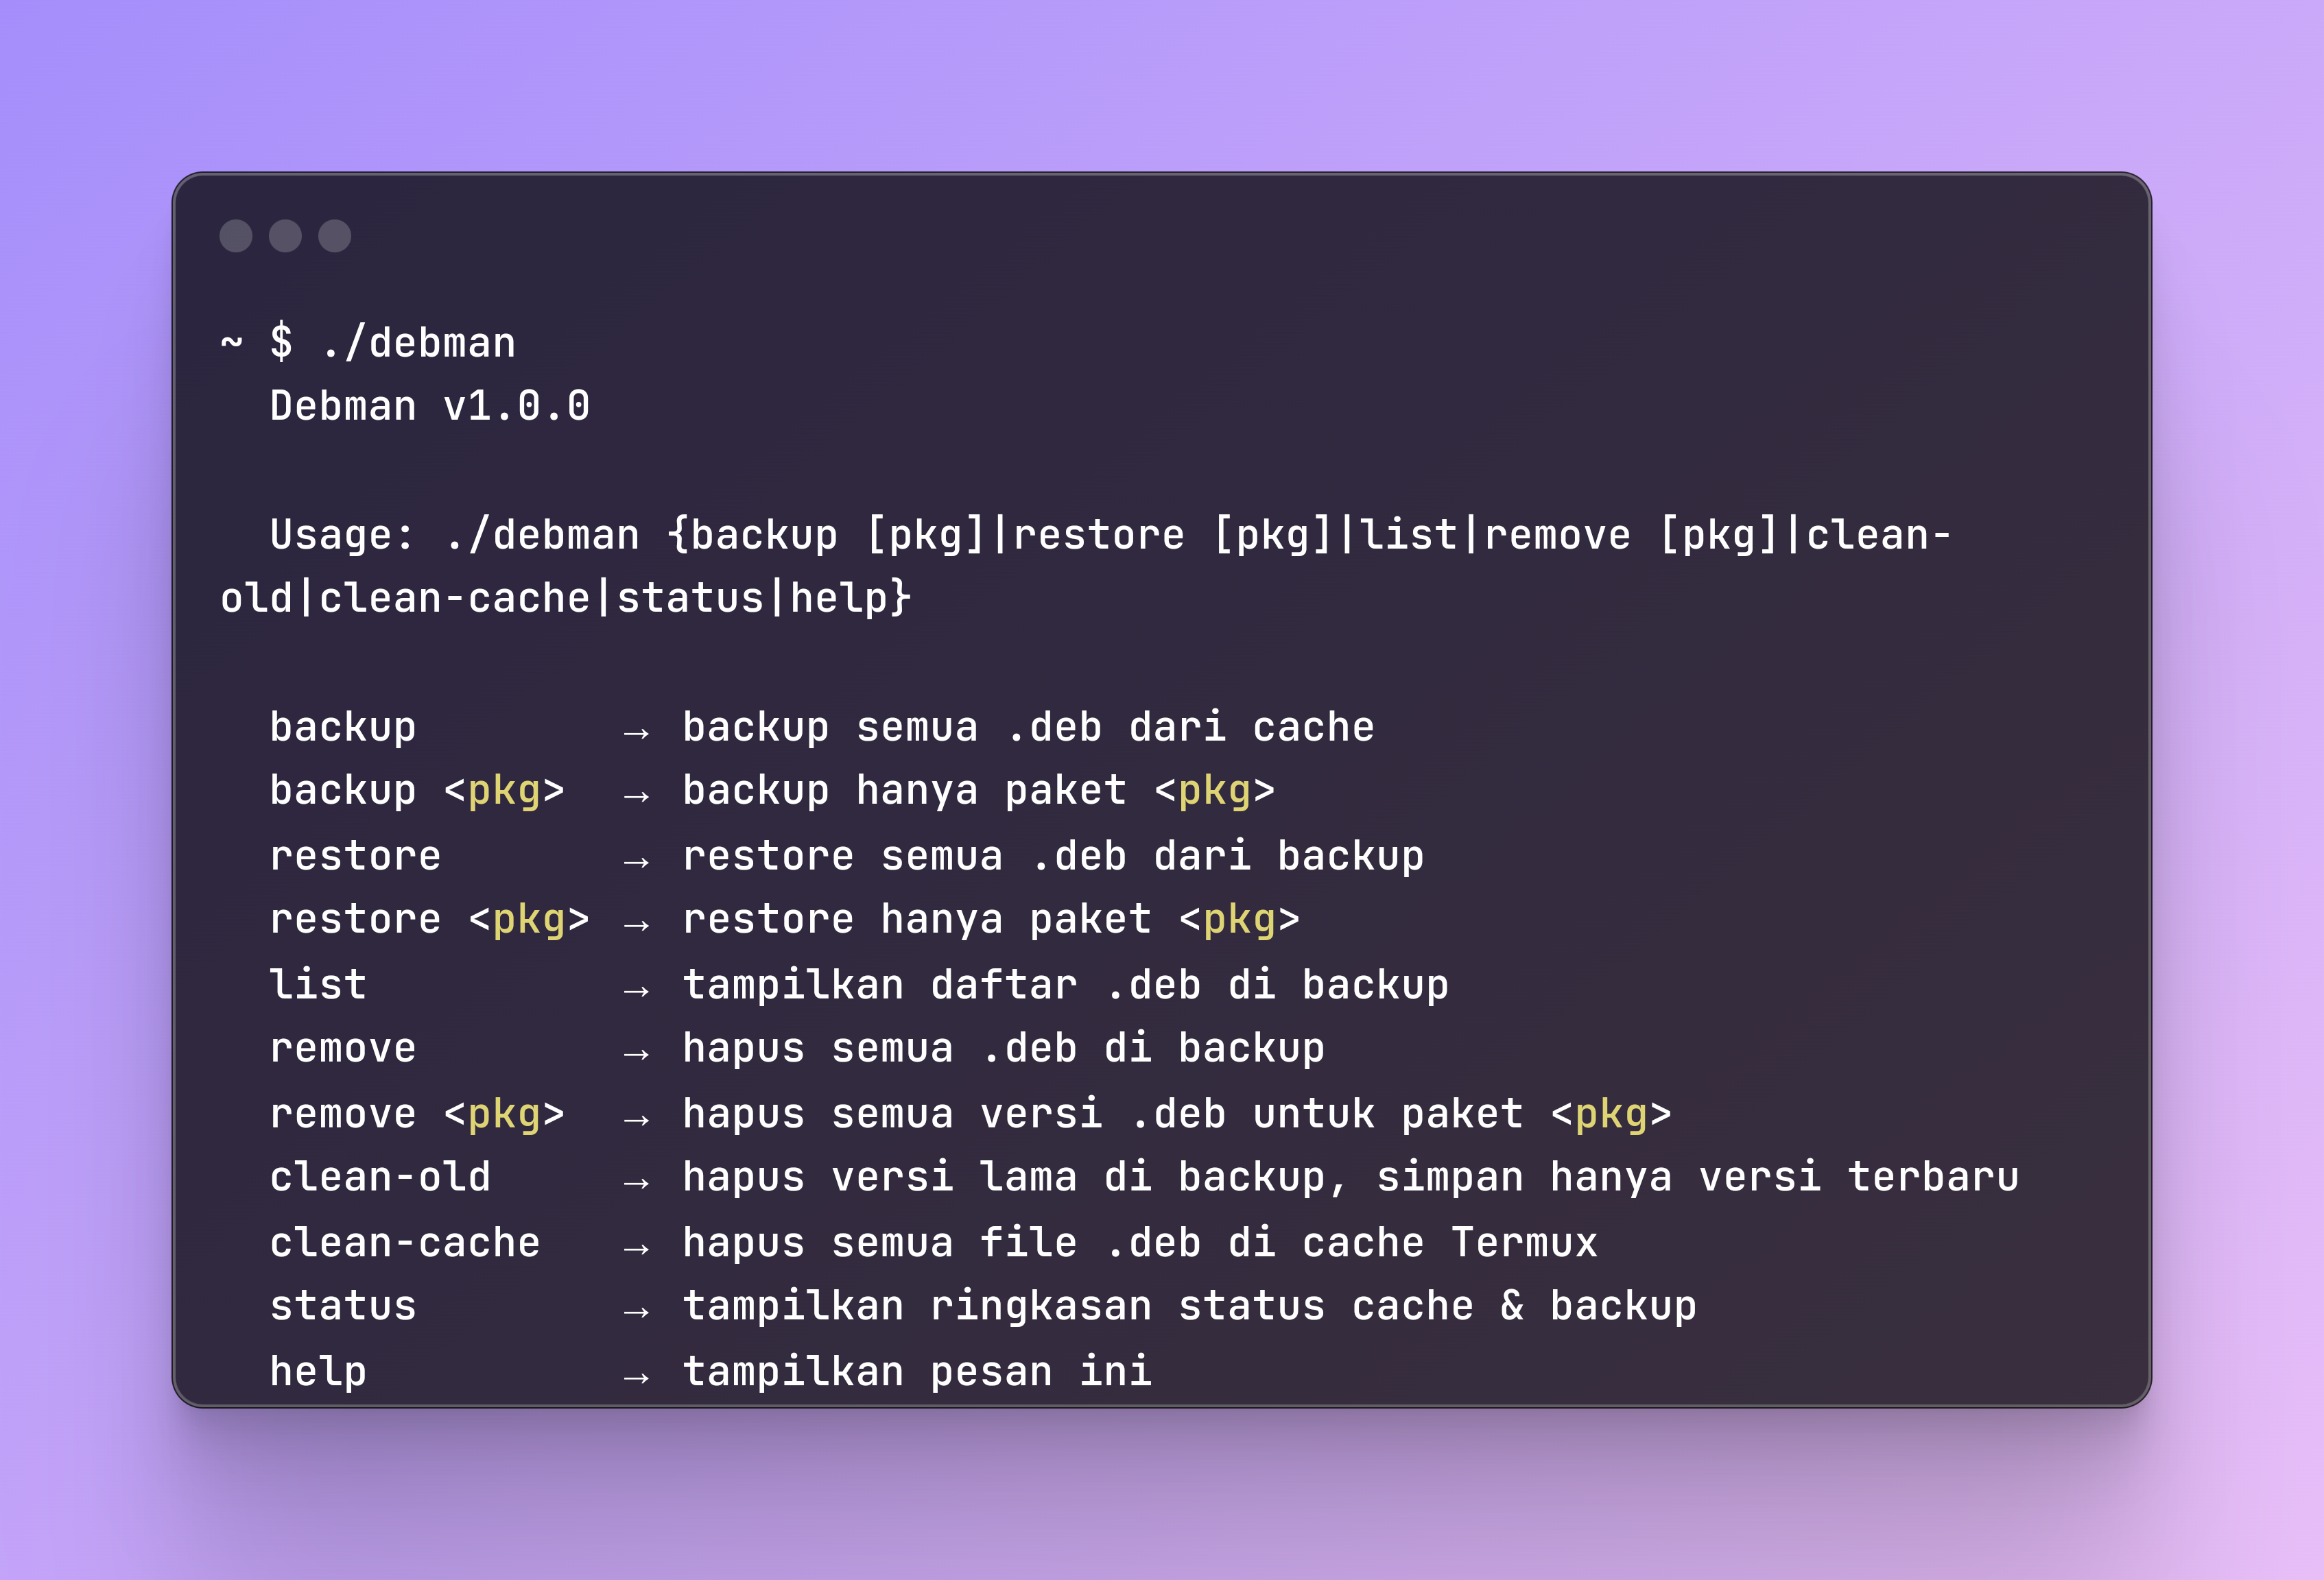 ~ $ ./debman
Debman v1.0.0
Usage: ./debman {backup [pkg]|restore [pkg]|list|remove [pkg]|clean-
old|clean-cache|status|help}
backup → backup semua .deb dari cache
backup <pkg> → backup hanya paket <pkg>
restore → restore semua .deb dari backup
restore <pkg> → restore hanya paket <pkg>
list → tampilkan daftar .deb di backup
remove → hapus semua .deb di backup
remove <pkg> → hapus semua versi .deb untuk paket <pkg>
clean-old → hapus versi lama di backup, simpan hanya versi terbaru
clean-cache → hapus semua file .deb di cache Termux
status → tampilkan ringkasan status cache & backup
help → tampilkan pesan ini